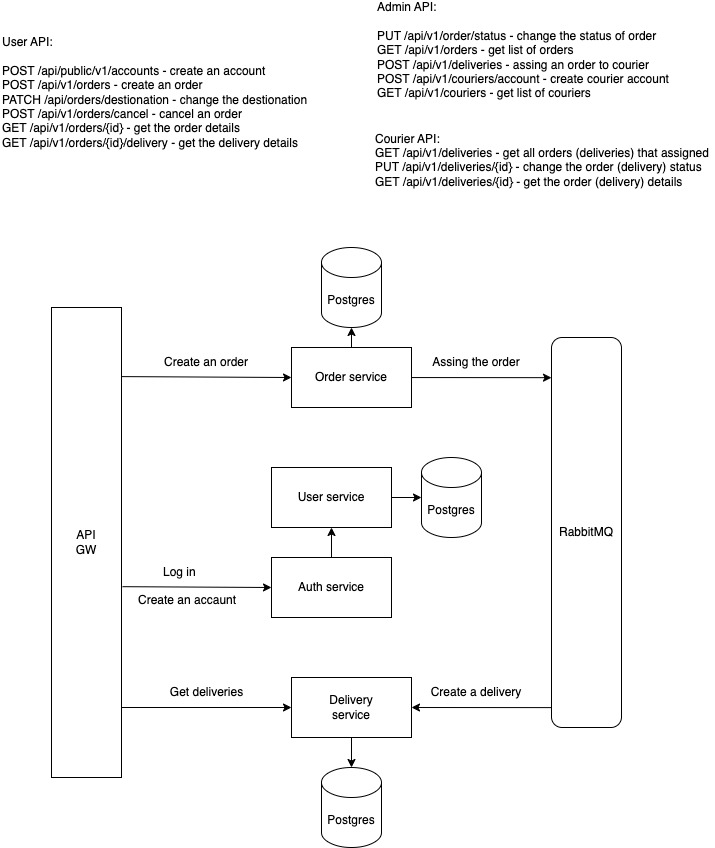 User API:
POST /api/public/v1/accounts - create an account
POST /api/v1/orders - create an order
PATCH /api/orders/destionation - change the destionation
POST /api/v1/orders/cancel - cancel an order
GET /api/v1/orders/{id} - get the order details
GET /api/v1/orders/{id}/delivery - get the delivery details
Admin API:
PUT /api/v1/order/status - change the status of order
GET /api/v1/orders - get list of orders
POST /api/v1/deliveries - assing an order to courier
POST /api/v1/couriers/account - create courier account
GET /api/v1/couriers - get list of couriers
Courier API:
GET /api/v1/deliveries - get all orders (deliveries) that assigned
PUT /api/v1/deliveries/{id} - change the order (delivery) status
GET /api/v1/deliveries/{id} - get the order (delivery) details
Postgres
Create an order
Order service
Assing the order
User service
Postgres
API
GW
RabbitMQ
Log in
Create an accaunt
Auth service
Get deliveries
Delivery
service
Create a delivery
Postgres